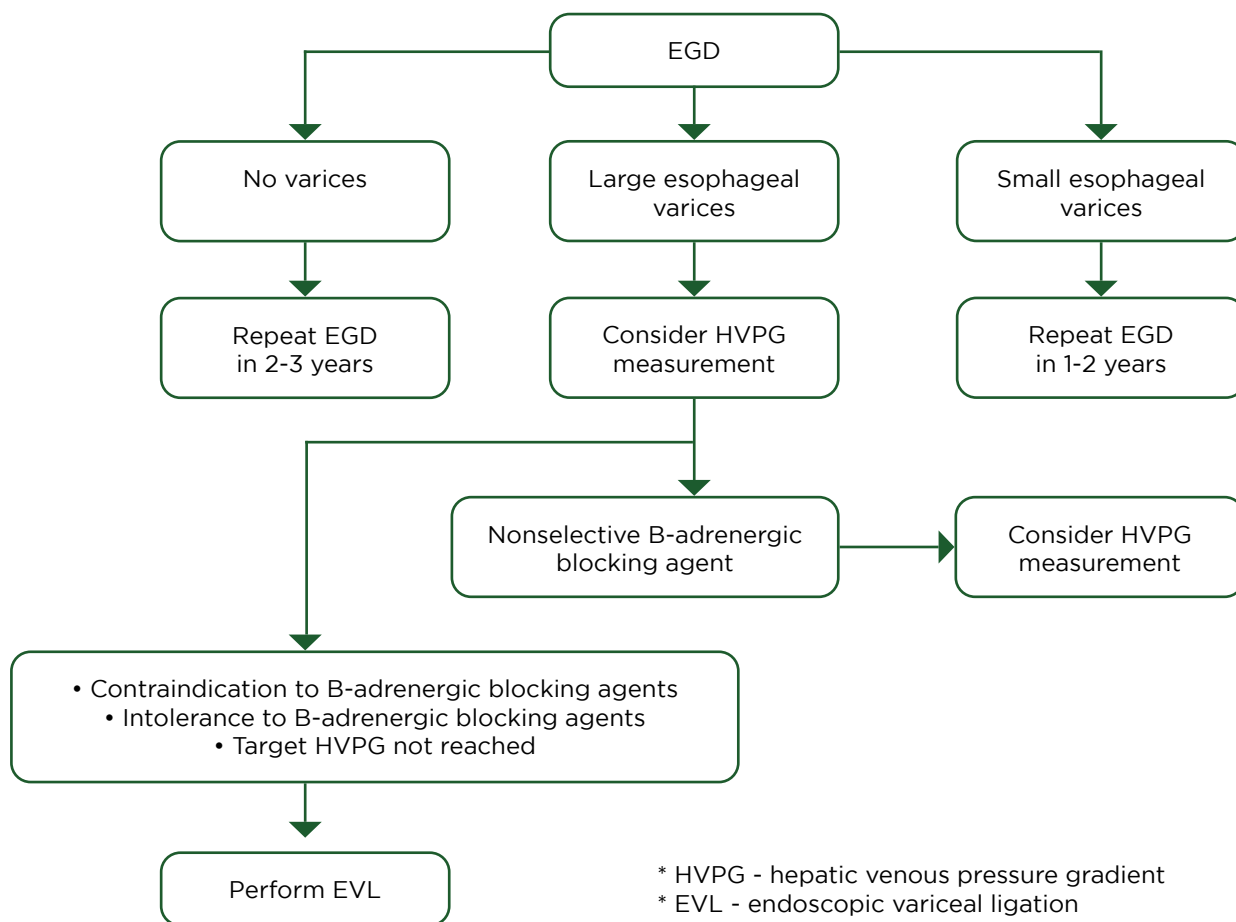 EGD
No varices
Large esophageal
varices
Small esophageal
varices
Repeat EGD
in 2-3 years
Consider HVPG
measurement
Repeat EGD
in 1-2 years
Nonselective B-adrenergic
blocking agent
Consider HVPG
measurement
• Contraindication to B-adrenergic blocking agents
• Intolerance to B-adrenergic blocking agents
• Target HVPG not reached
Perform EVL
* HVPG - hepatic venous pressure gradient
* EVL - endoscopic variceal ligation